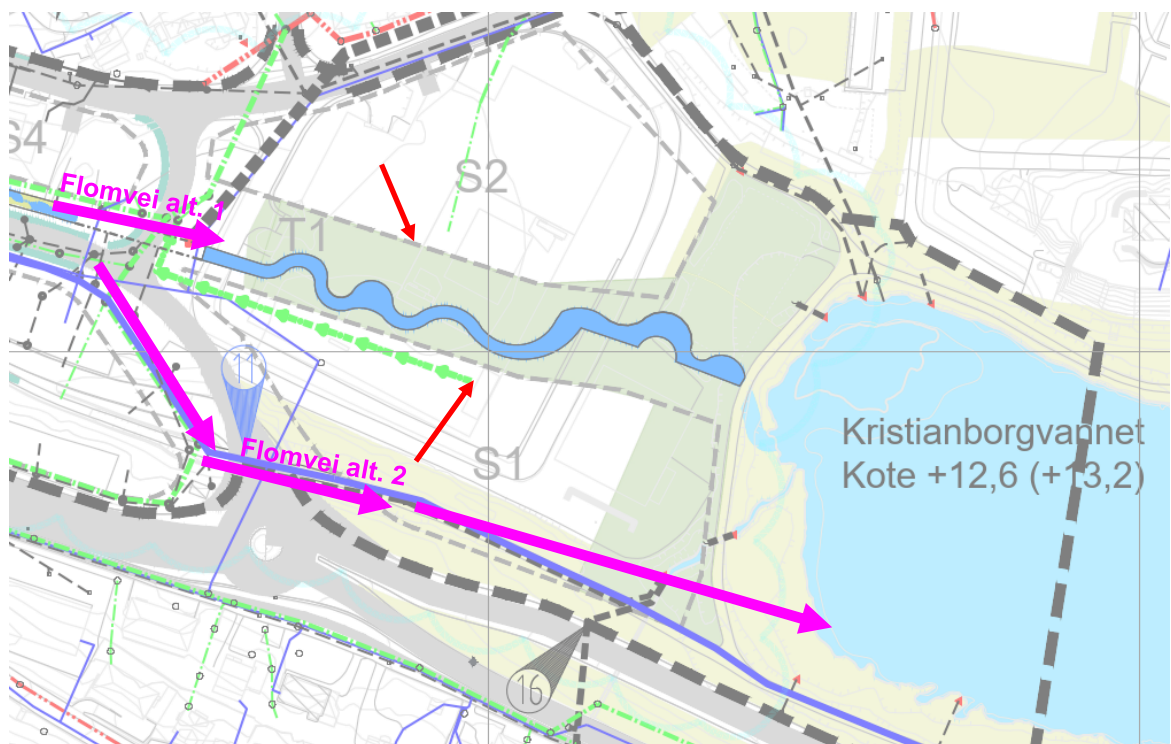 S4
S2
Flomvei alt. 1
T1
11
Flomvei alt. 2
S1
Kristianborgvannet
Kote +12,6 (+13,2)
16